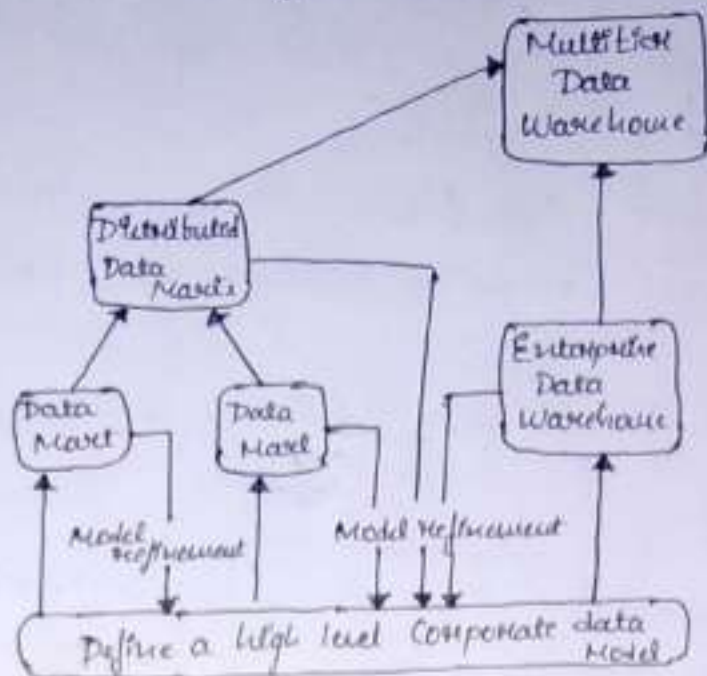 Multitier
Data
Warehouse
Distributed
Data
Marts
Enterprise
Data
Warehouse
Data
Mart
Data
Mart
Model
refinement
Model refinement
Define a high level Corporate data
Model